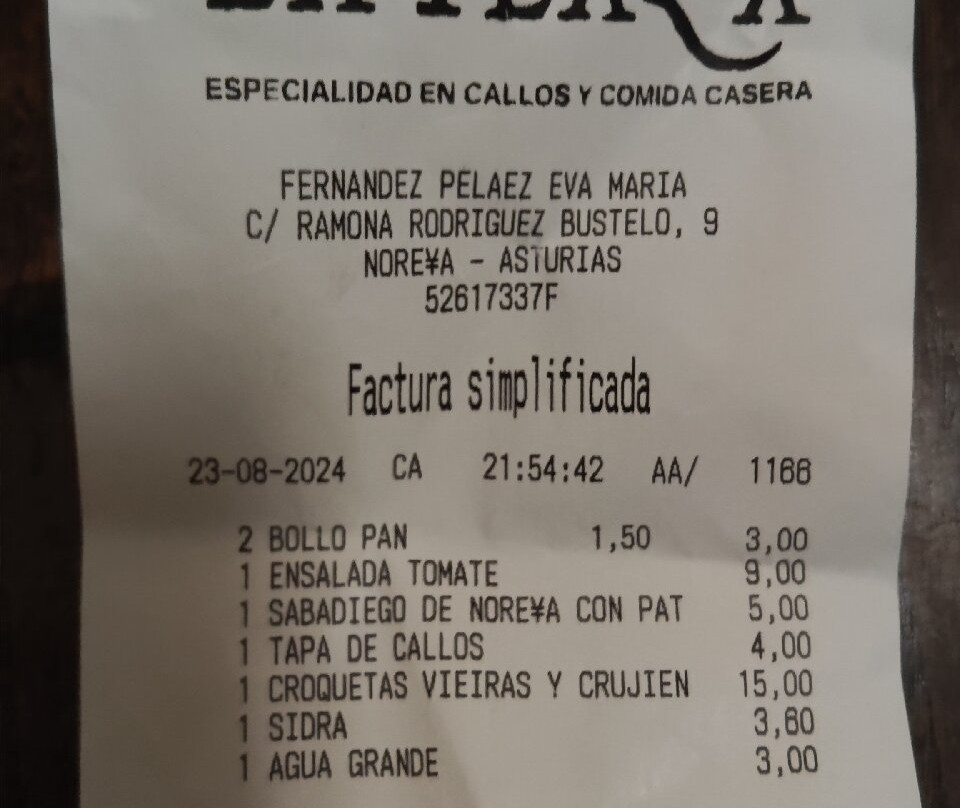 ESPECIALIDAD EN CALLOS Y COMIDA CASERA
FERNANDEZ PELAEZ EVA MARIA
C/ RAMONA RODRIGUEZ BUSTELO, 9
NORE¥A - ASTURIAS
52617337F
Factura simplificada
23-08-2024 CA 21:54:42 AA/ 1166
2 BOLLO PAN 1,50 3,00
1 ENSALADA TOMATE 9,00
1 SABADIEGO DE NORE¥A CON PAT 5,00
1 TAPA DE CALLOS 4,00
1 CROQUETAS VIEIRAS Y CRUJIEN 15,00
1 SIDRA 3,60
1 AGUA GRANDE 3,00